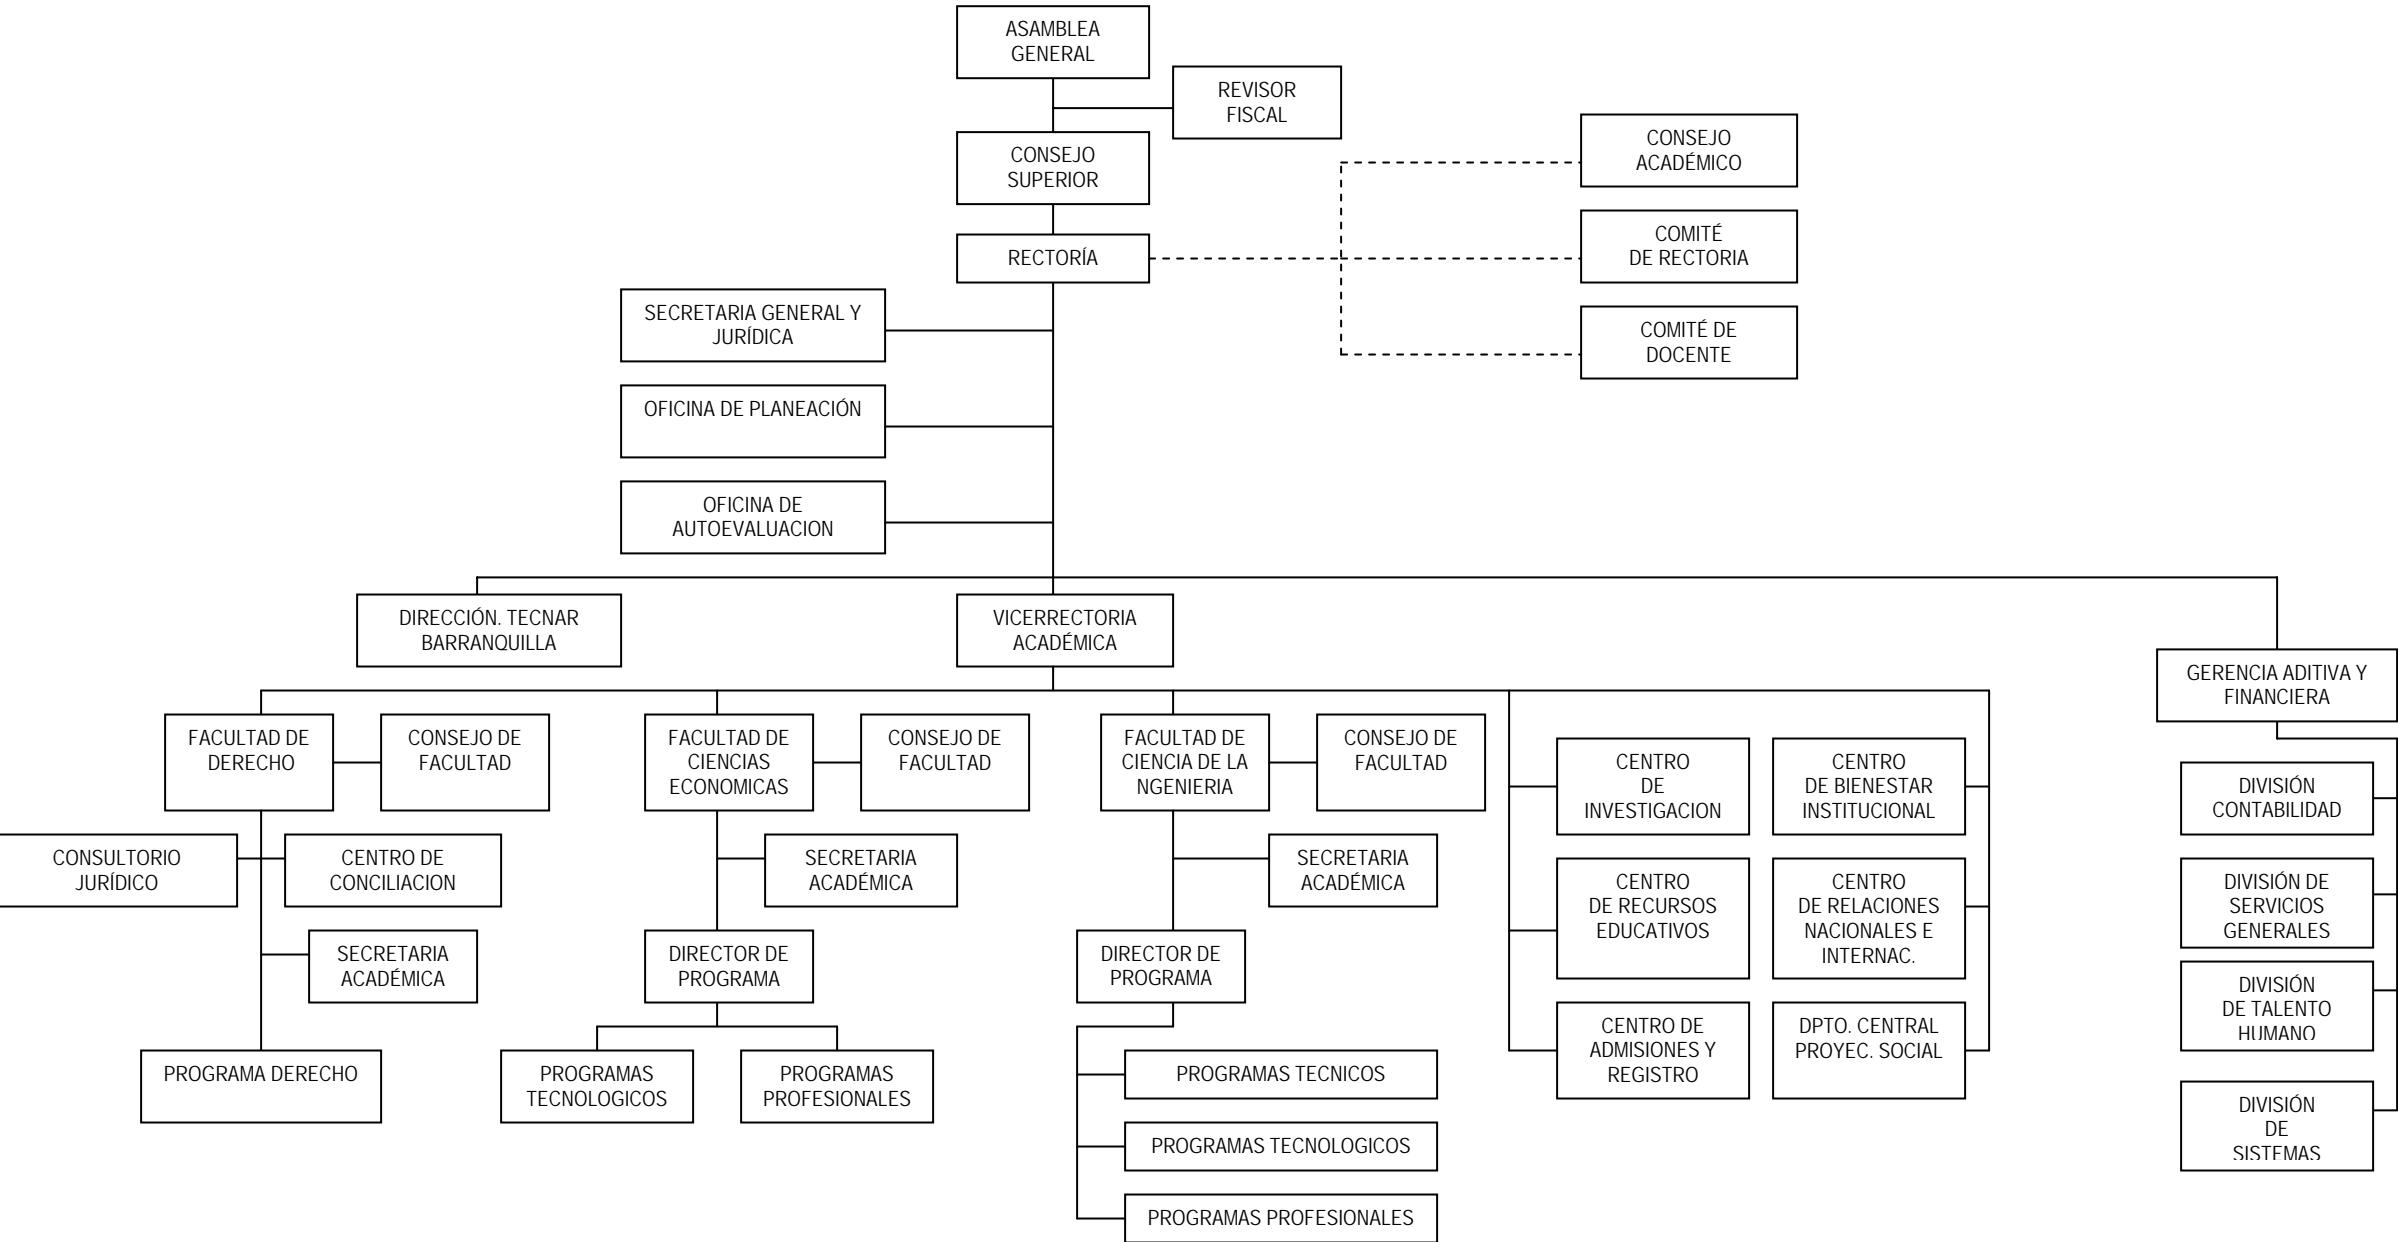 ASAMBLEA
GENERAL
REVISOR
FISCAL
CONSEJO
ACADÉMICO
CONSEJO
SUPERIOR
COMITÉ
DE RECTORIA
RECTORÍA
SECRETARIA GENERAL Y
JURÍDICA
COMITÉ DE
DOCENTE
OFICINA DE PLANEACIÓN
OFICINA DE
AUTOEVALUACION
DIRECCIÓN. TECNAR
BARRANQUILLA
VICERRECTORIA
ACADÉMICA
GERENCIA ADITIVA Y
FINANCIERA
FACULTAD DE
DERECHO
CONSEJO DE
FACULTAD
FACULTAD DE
CIENCIAS
ECONOMICAS
CONSEJO DE
FACULTAD
FACULTAD DE
CIENCIA DE LA
NGENIERIA
CONSEJO DE
FACULTAD
CENTRO
DE
INVESTIGACION
CENTRO
DE BIENESTAR
INSTITUCIONAL
DIVISIÓN
CONTABILIDAD
CONSULTORIO
JURÍDICO
CENTRO DE
CONCILIACION
SECRETARIA
ACADÉMICA
SECRETARIA
ACADÉMICA
CENTRO
DE RECURSOS
EDUCATIVOS
CENTRO
DE RELACIONES
NACIONALES E
INTERNAC.
DIVISIÓN DE
SERVICIOS
GENERALES
SECRETARIA
ACADÉMICA
DIRECTOR DE
PROGRAMA
DIRECTOR DE
PROGRAMA
DIVISIÓN
DE TALENTO
HUMANO
CENTRO DE
ADMISIONES Y
REGISTRO
DPTO. CENTRAL
PROYEC. SOCIAL
PROGRAMA DERECHO
PROGRAMAS
TECNOLOGICOS
PROGRAMAS
PROFESIONALES
PROGRAMAS TECNICOS
PROGRAMAS TECNOLOGICOS
PROGRAMAS PROFESIONALES
DIVISIÓN
DE
SISTEMAS